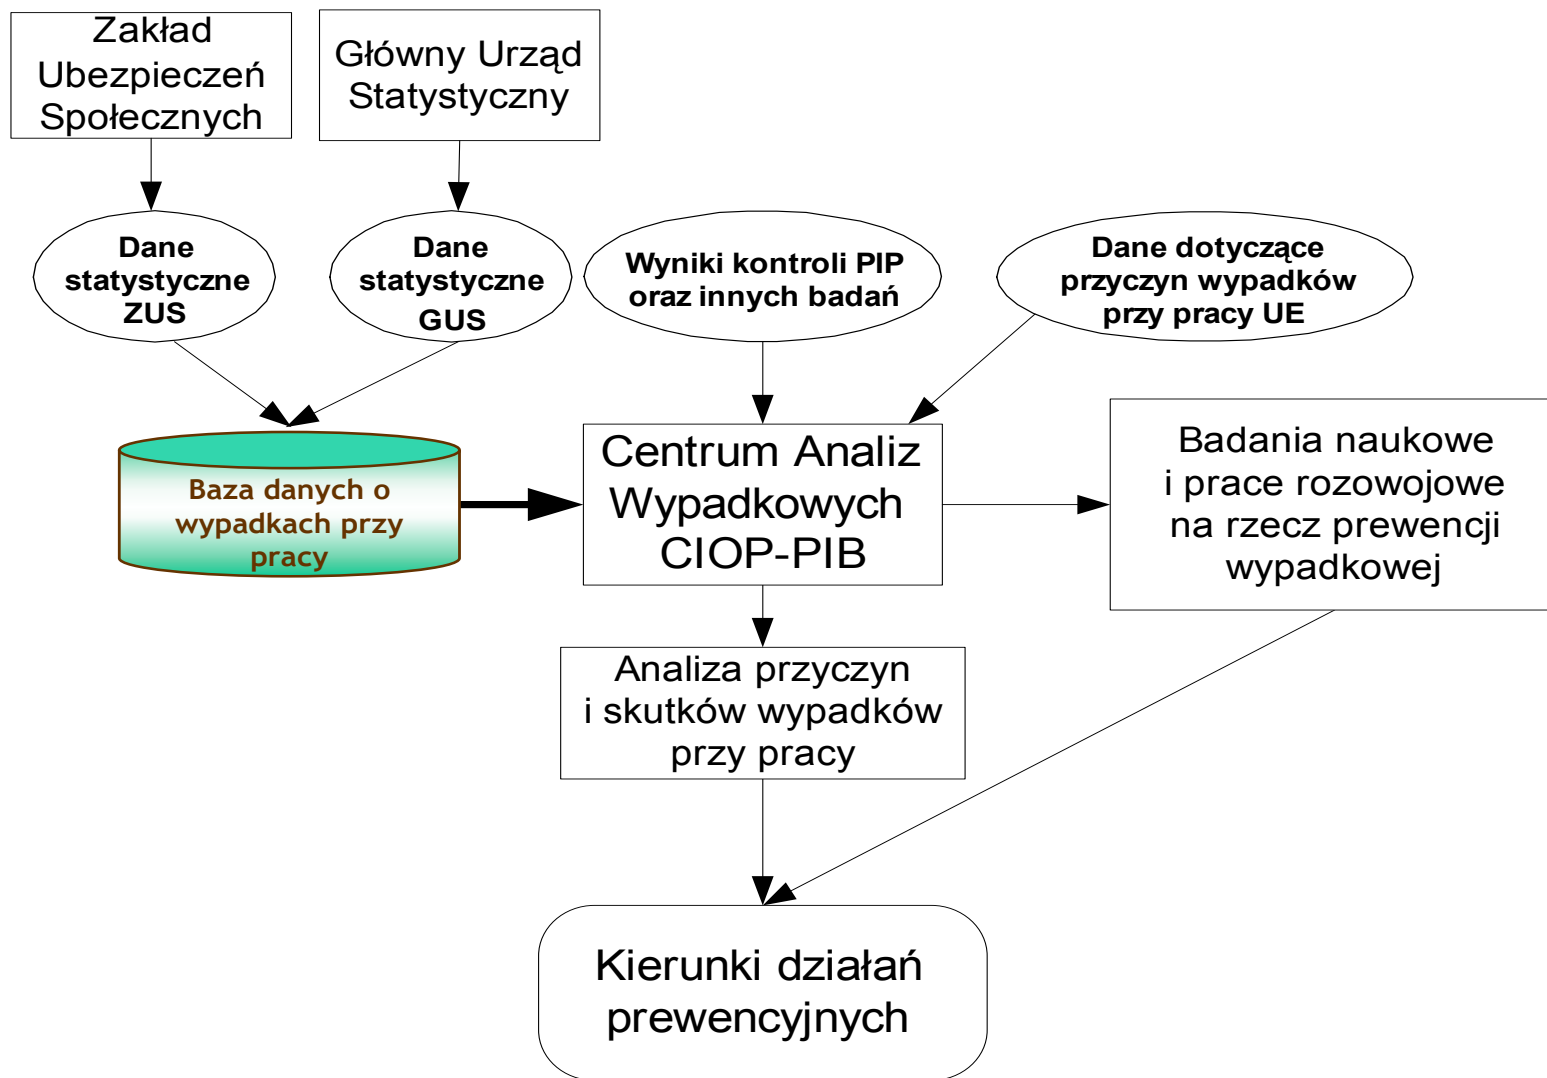 Zakład
Ubezpieczeń
Społecznych
Główny Urząd
Statystyczny
Dane
statystyczne
ZUS
Dane
statystyczne
GUS
Wyniki kontroli PIP
oraz innych badań
Dane dotyczące
przyczyn wypadków
przy pracy UE
Baza danych o
wypadkach przy
pracy
Centrum Analiz
Wypadkowych
CIOP-PIB
Badania naukowe
i prace rozowojowe
na rzecz prewencji
wypadkowej
Analiza przyczyn
i skutków wypadków
przy pracy
Kierunki działań
prewencyjnych